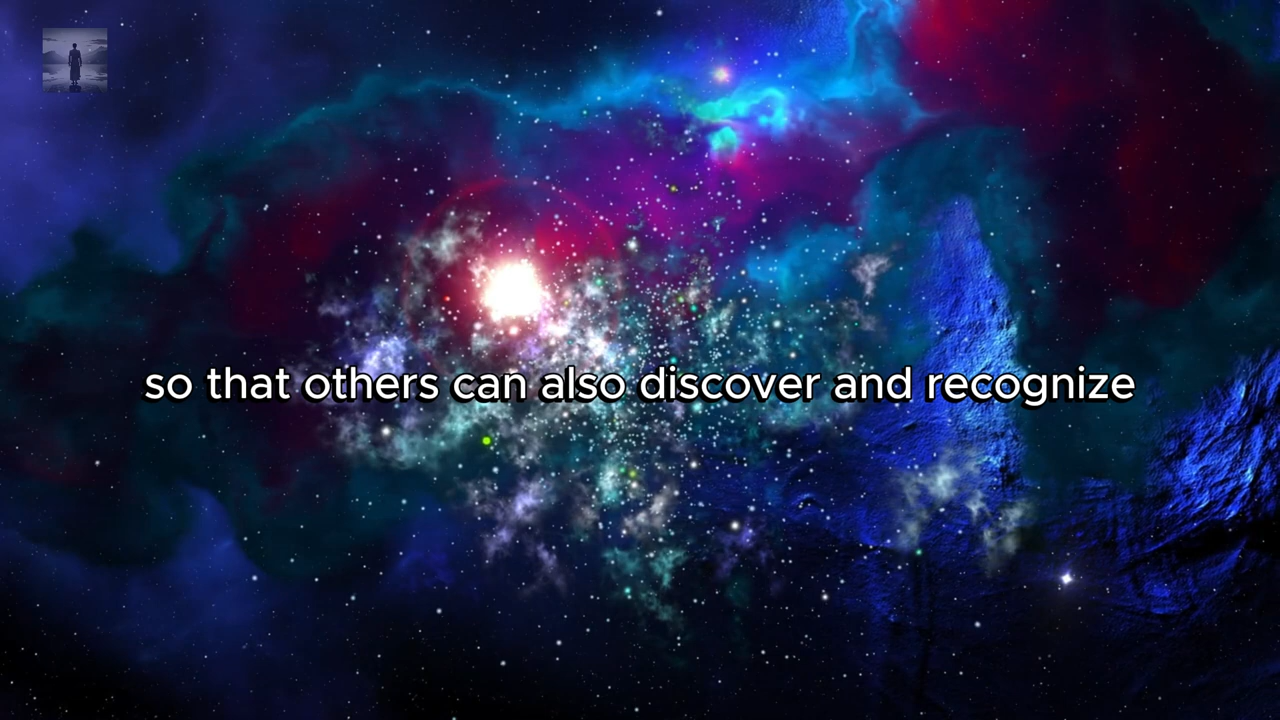 so that others can also discover and recognize